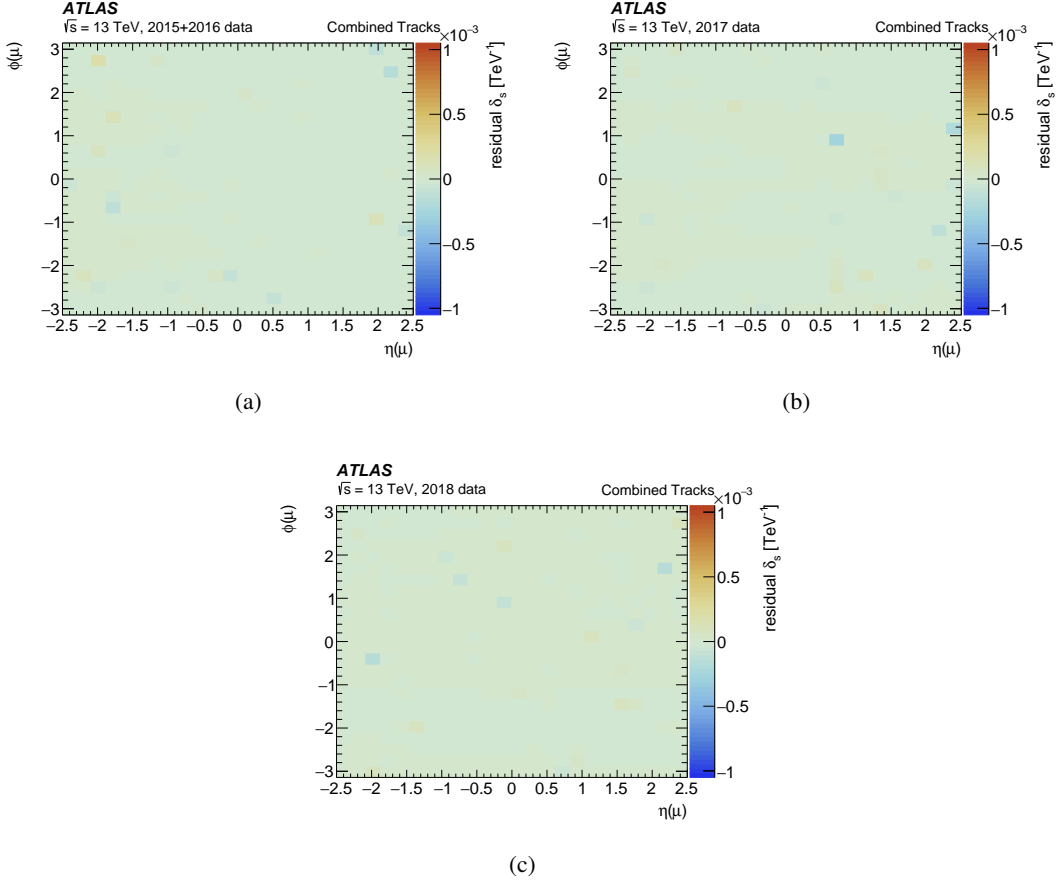 ATLAS
√s = 13 TeV, 2015+2016 data Combined Tracks ×10⁻³
ϕ(μ)
3
2
1
0
−1
−2
−3
−2.5 −2 −1.5 −1 −0.5 0 0.5 1 1.5 2 2.5
η(μ)
1
0.5
0
−0.5
−1
residual δₛ [TeV⁻¹]
(a)
ATLAS
√s = 13 TeV, 2017 data Combined Tracks ×10⁻³
ϕ(μ)
3
2
1
0
−1
−2
−3
−2.5 −2 −1.5 −1 −0.5 0 0.5 1 1.5 2 2.5
η(μ)
1
0.5
0
−0.5
−1
residual δₛ [TeV⁻¹]
(b)
ATLAS
√s = 13 TeV, 2018 data Combined Tracks ×10⁻³
ϕ(μ)
3
2
1
0
−1
−2
−3
−2.5 −2 −1.5 −1 −0.5 0 0.5 1 1.5 2 2.5
η(μ)
1
0.5
0
−0.5
−1
residual δₛ [TeV⁻¹]
(c)